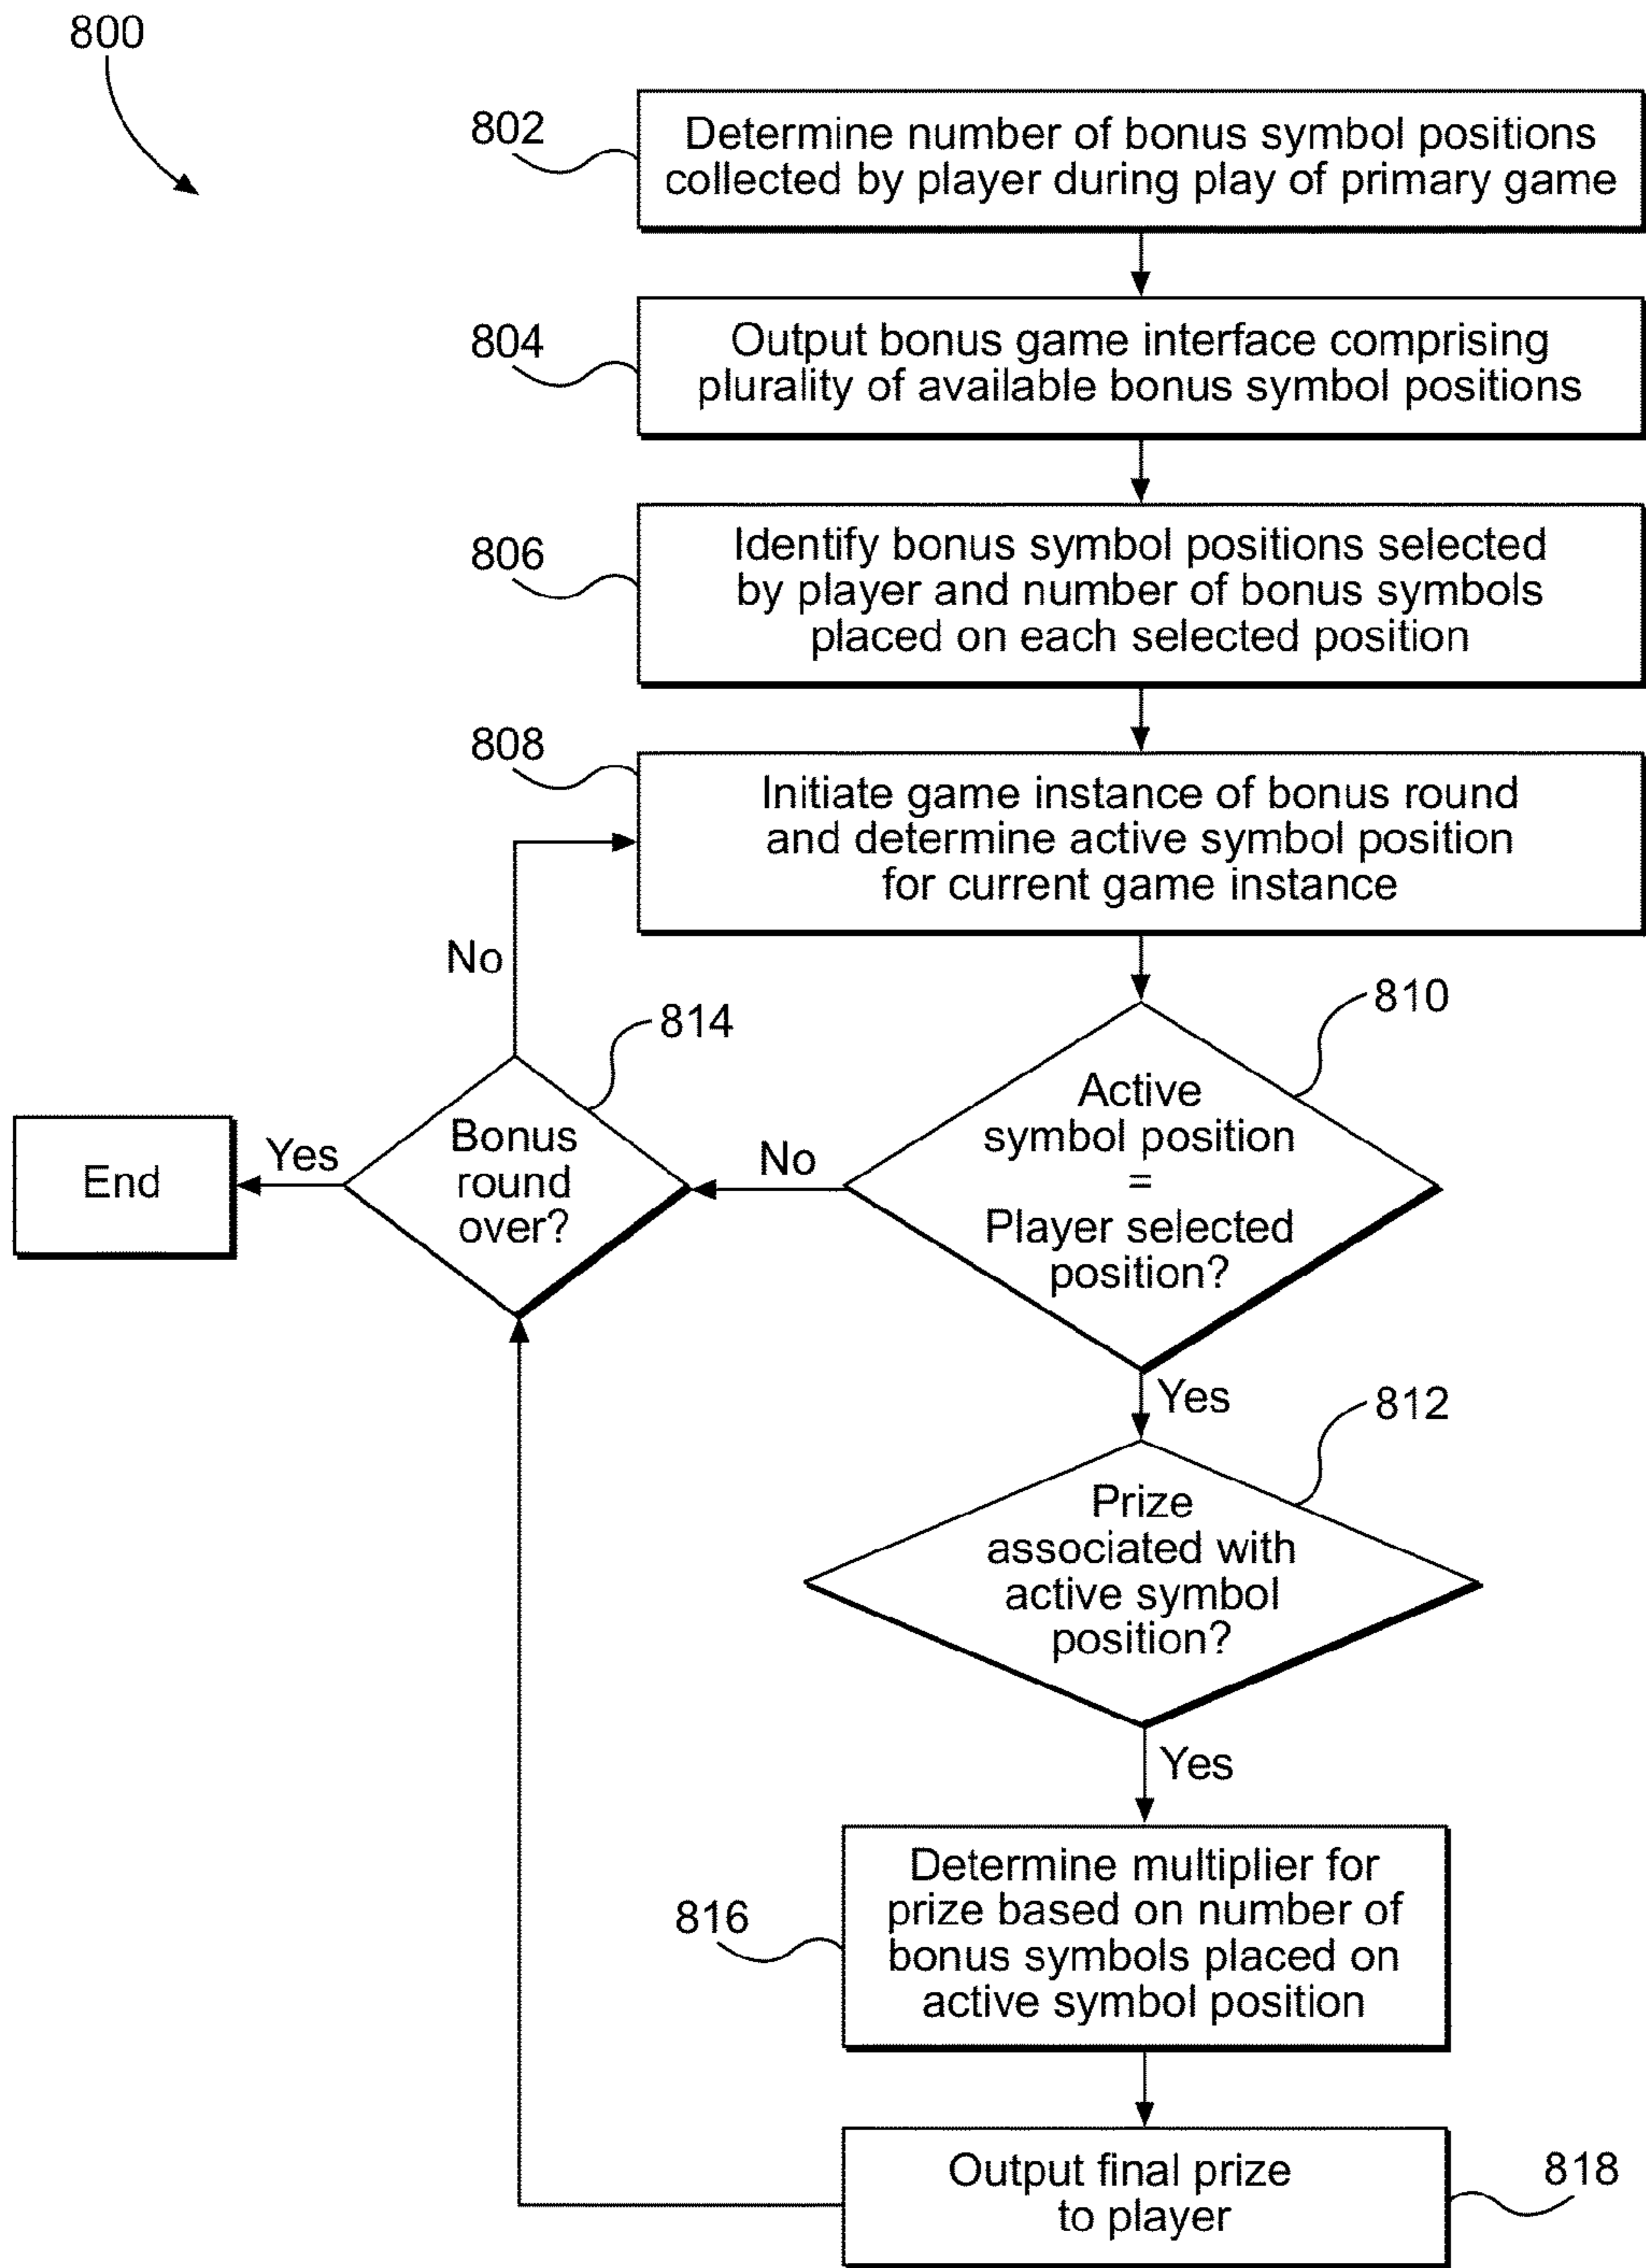 800
802
Determine number of bonus symbol positions
collected by player during play of primary game
804
Output bonus game interface comprising
plurality of available bonus symbol positions
806
Identify bonus symbol positions selected
by player and number of bonus symbols
placed on each selected position
808
Initiate game instance of bonus round
and determine active symbol position
for current game instance
No
810
814
Active
symbol position
=
Player selected
position?
No
Bonus
round
over?
Yes
End
Yes
812
Prize
associated with
active symbol
position?
Yes
816
Determine multiplier for
prize based on number of
bonus symbols placed on
active symbol position
Output final prize
to player
818